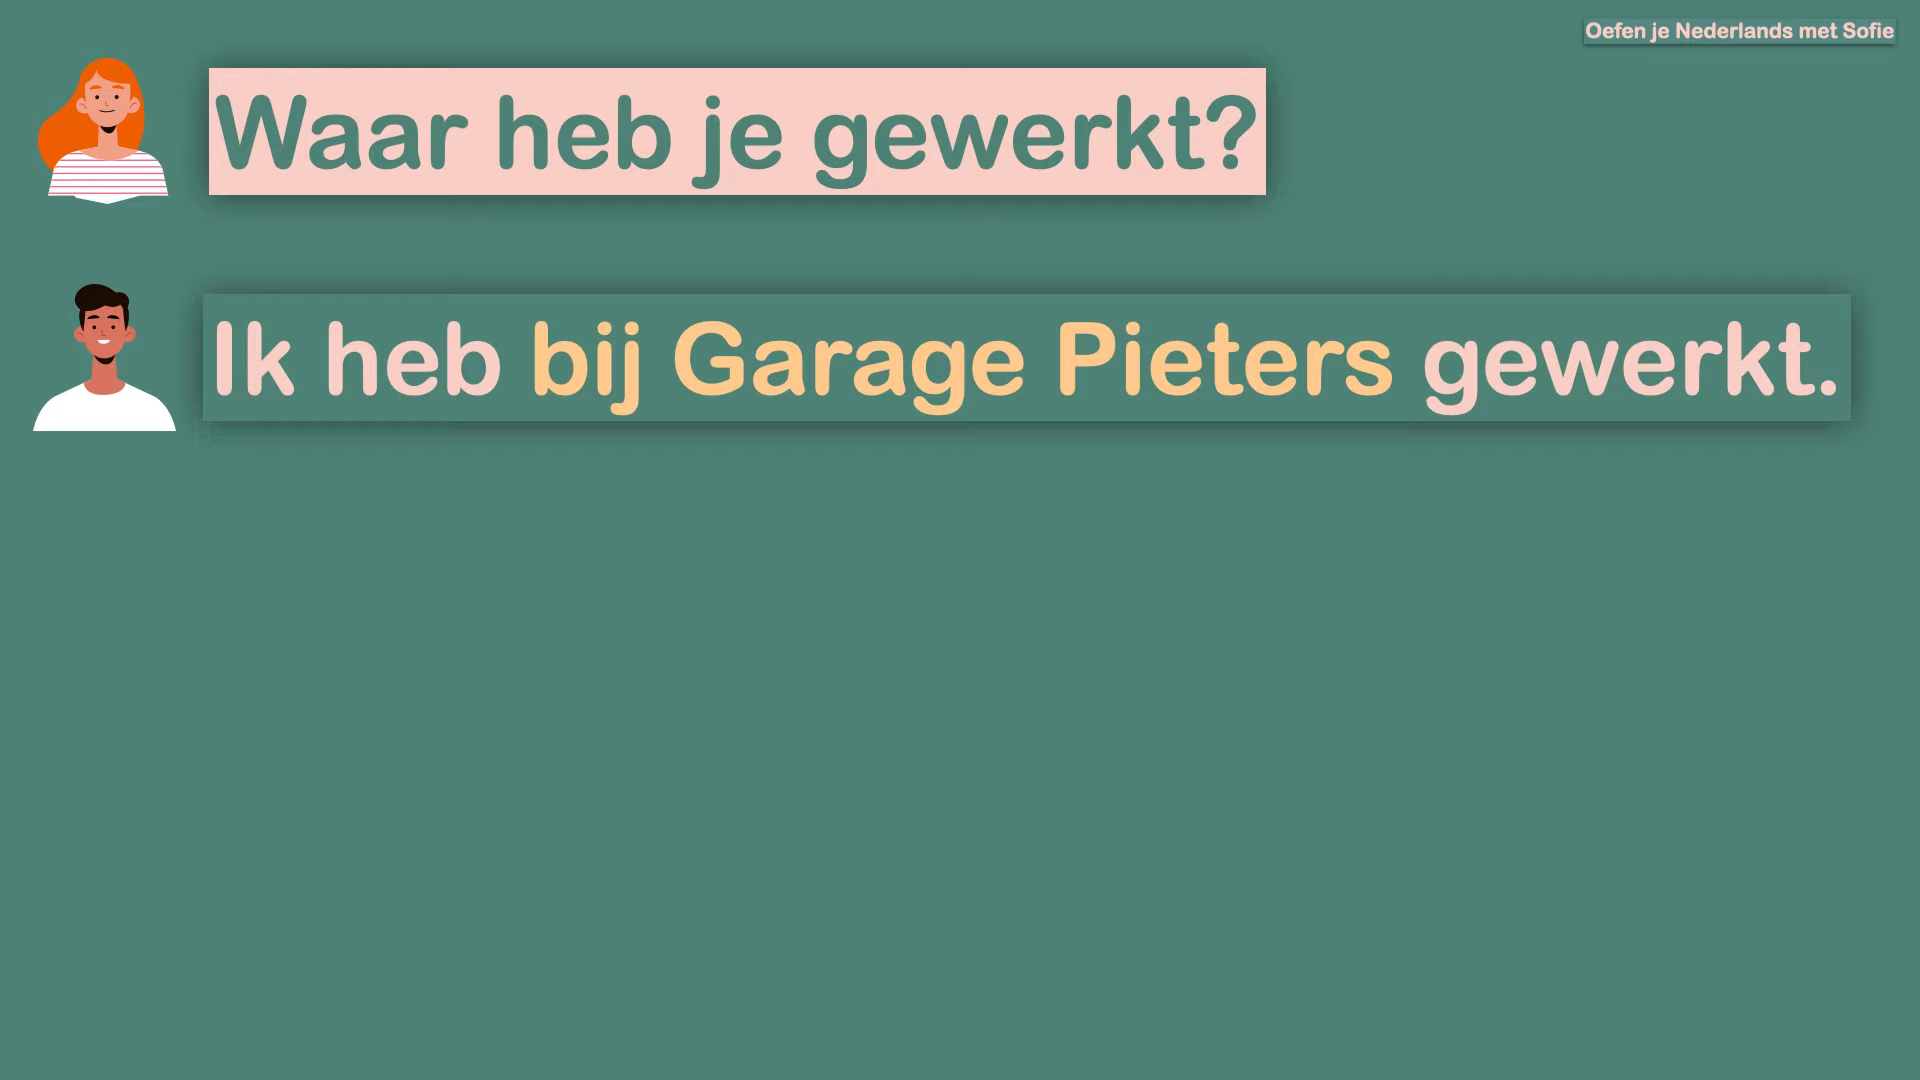 Oefen je Nederlands met Sofie
Waar heb je gewerkt?
Ik heb bij Garage Pieters gewerkt.